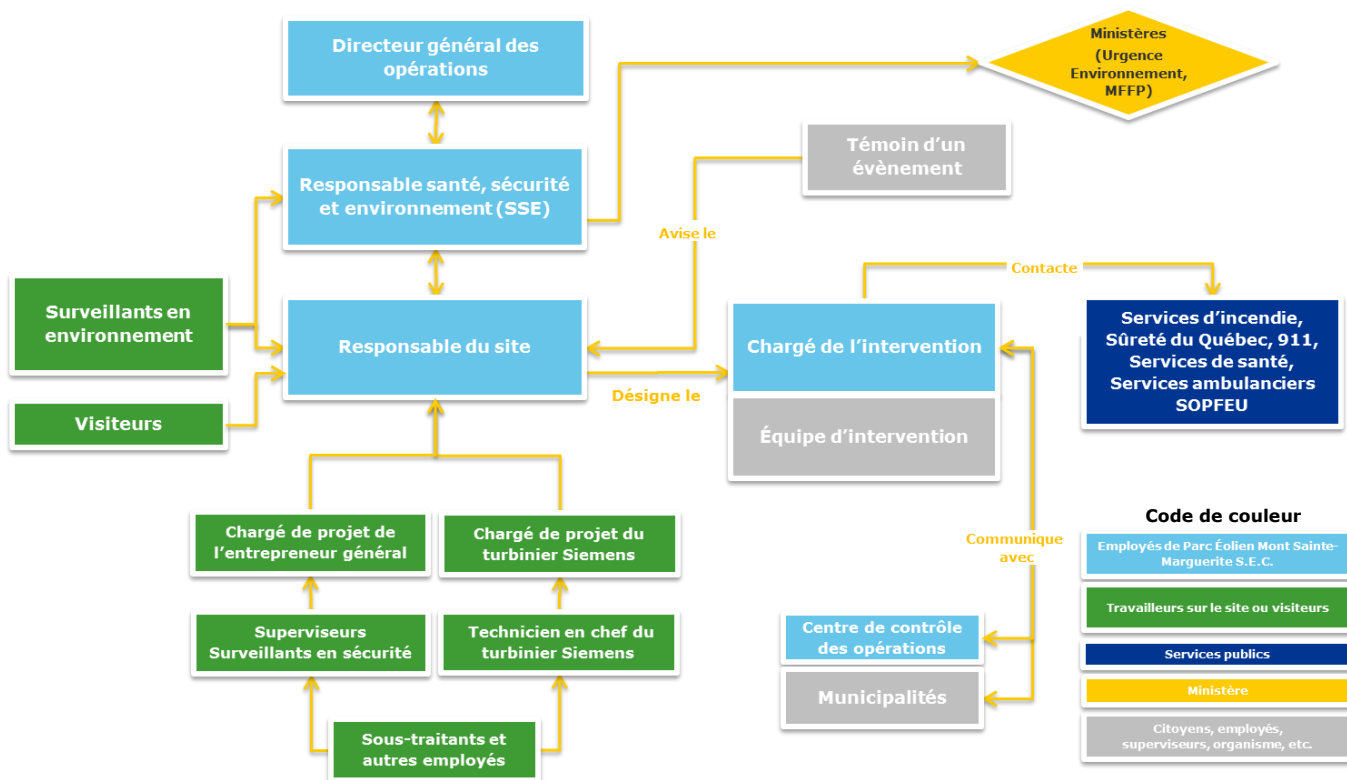 Directeur général des
opérations
Ministères
(Urgence
Environnement,
MFFP)
Témoin d'un
évènement
Responsable santé, sécurité
et environnement (SSE)
Avise le
Contacte
Surveillants en
environnement
Responsable du site
Chargé de l'intervention
Services d'incendie,
Sûreté du Québec, 911,
Services de santé,
Services ambulanciers
SOPFEU
Désigne le
Visiteurs
Équipe d'intervention
Chargé de projet de
l'entrepreneur général
Chargé de projet du
turbinier Siemens
Communique
avec
Superviseurs
Surveillants en sécurité
Technicien en chef du
turbinier Siemens
Centre de contrôle
des opérations
Municipalités
Sous-traitants et
autres employés
Code de couleur
Employés de Parc Éolien Mont Sainte-
Marguerite S.E.C.
Travailleurs sur le site ou visiteurs
Services publics
Ministère
Citoyens, employés,
superviseurs, organisme, etc.